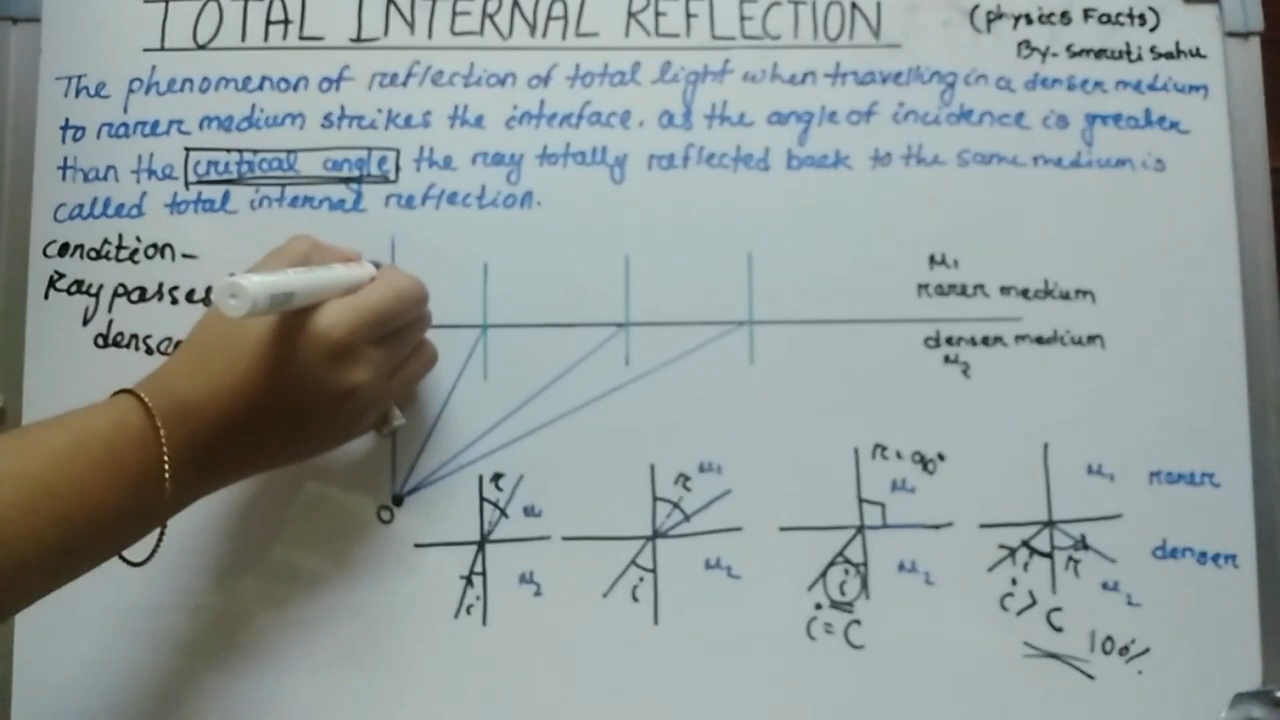 TOTAL INTERNAL REFLECTION
(physics Facts)
By- Smruti Sahu
The phenomenon of reflection of total light when travelling in a denser medium
to rarer medium strikes the interface. as the angle of incidence is greater
than the critical angle the ray totally reflected back to the same medium is
called total internal reflection.
condition-
Ray passes
denser
μ1
rarer medium
denser medium
μ2
O
r
μ1
μ2
i
r
μ1
μ2
i
r=90°
μ1
μ2
i
i=C
μ1 rarer
denser
i
r
μ2
i>C
100%